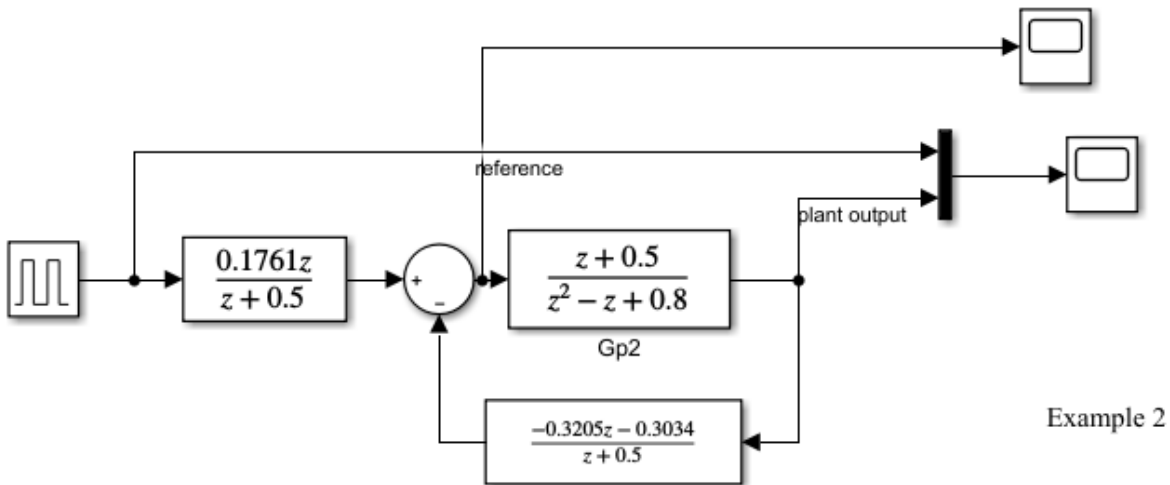 reference
plant output
0.1761z
z + 0.5
+
−
z + 0.5
z² − z + 0.8
Gp2
−0.3205z − 0.3034
z + 0.5
Example 2